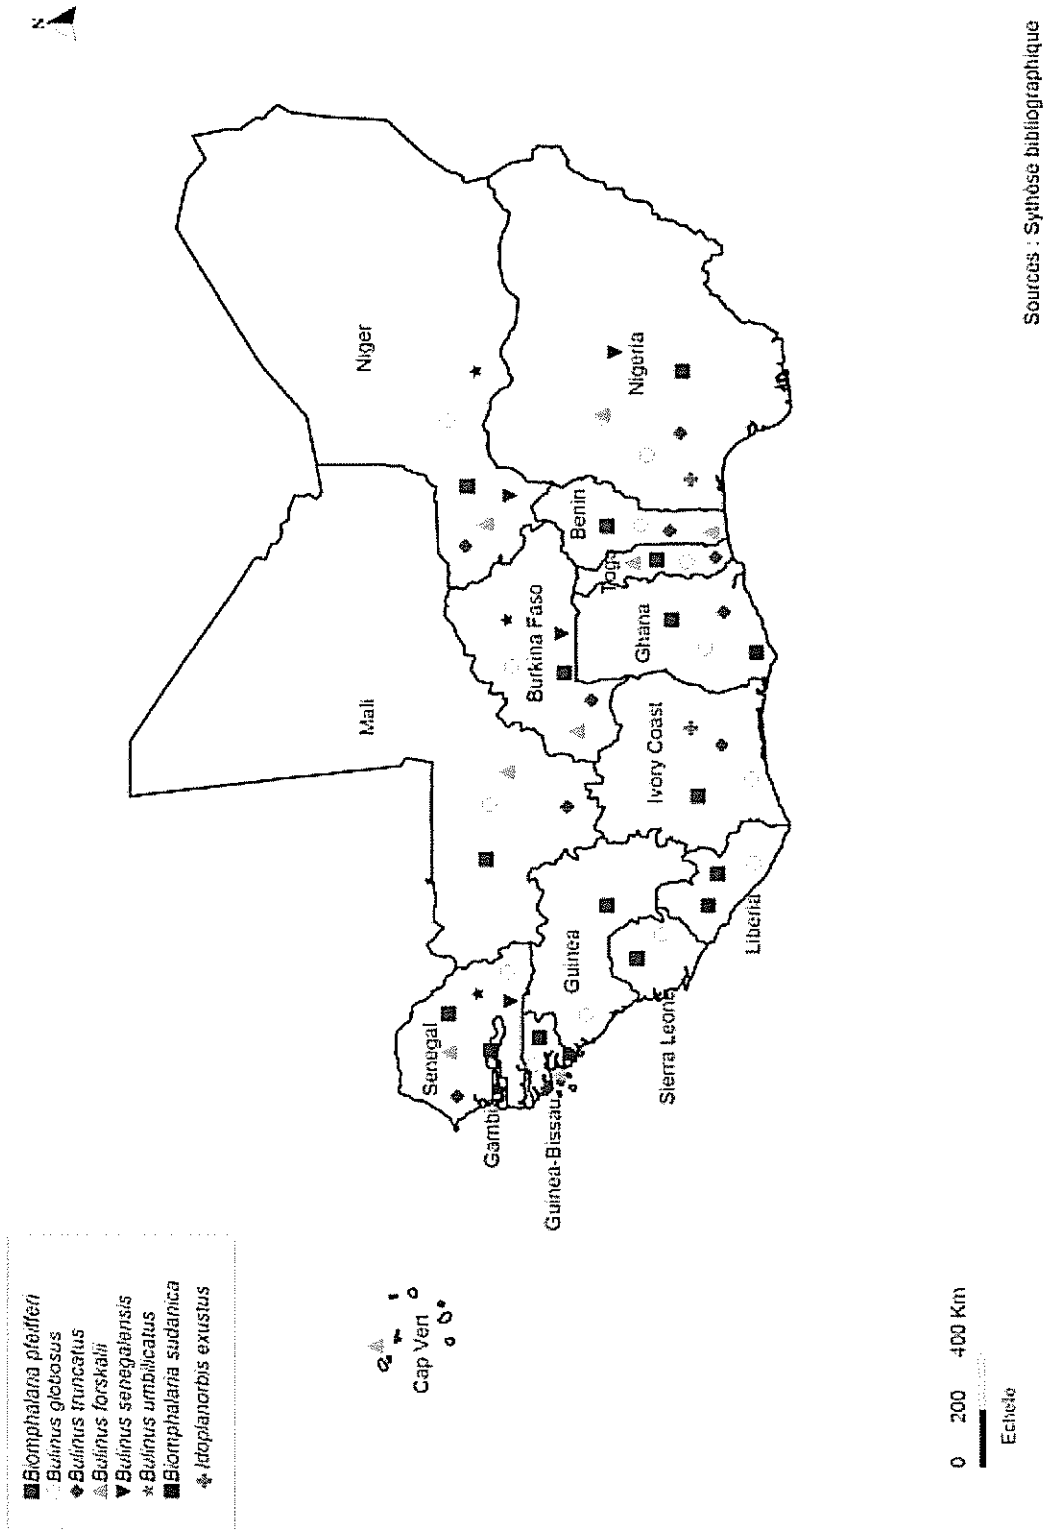 N
Biomphalaria pfeifferi
Bulinus globosus
Bulinus truncatus
Bulinus forskalii
Bulinus senegalensis
Bulinus umbilicatus
Biomphalaria sudanica
Idoplanorbis exustus
Niger
Mali
Nigeria
Benin
Togo
Burkina Faso
Ghana
Ivory Coast
Senegal
Guinea
Gambi
Guinea-Bissau
Sierra Leone
Liberia
Cap Vert
0 200 400 Km
Echele
Sources : Sythèse bibliographique